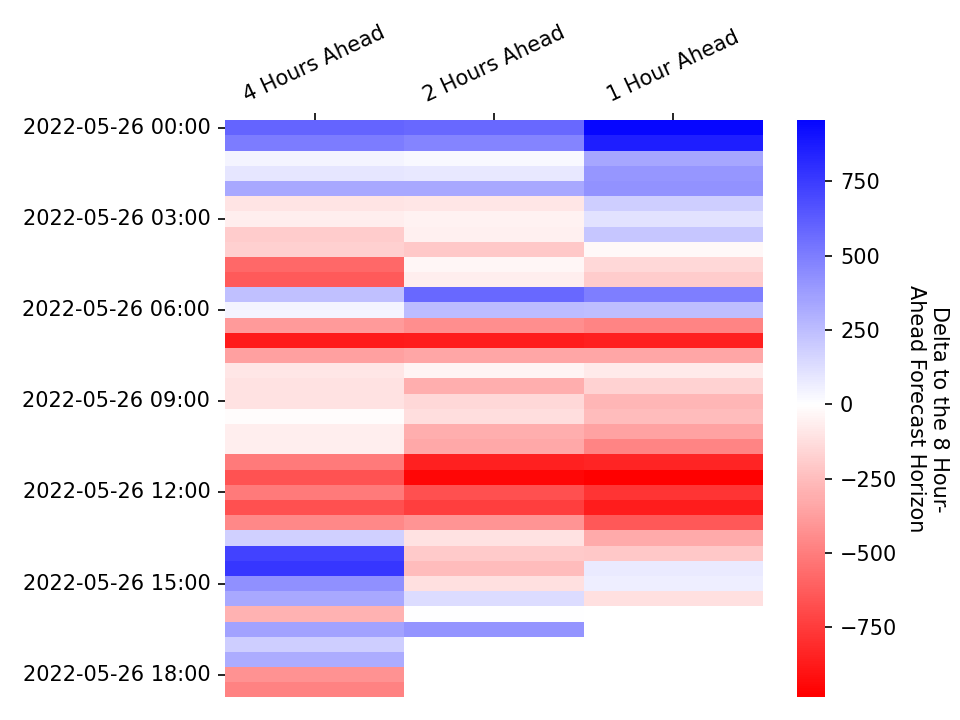 4 Hours Ahead
2 Hours Ahead
1 Hour Ahead
2022-05-26 00:00
2022-05-26 03:00
2022-05-26 06:00
2022-05-26 09:00
2022-05-26 12:00
2022-05-26 15:00
2022-05-26 18:00
750
500
250
0
−250
−500
−750
Delta to the 8 Hour-
Ahead Forecast Horizon